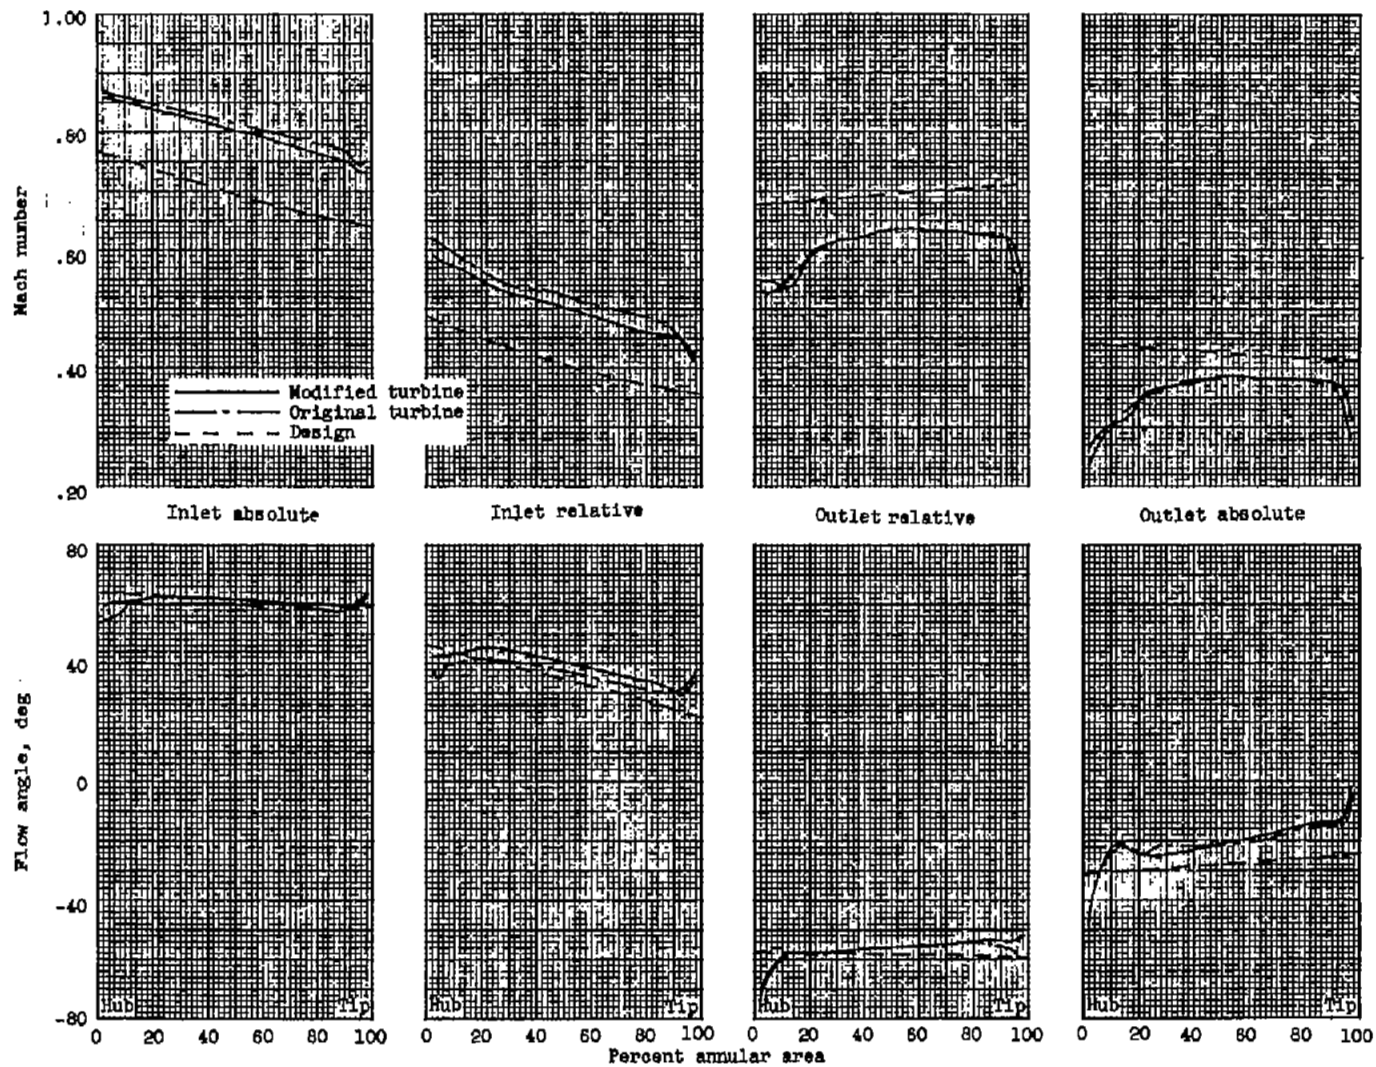 1.00
.80
.60
.40
.20
Mach number
Modified turbine
Original turbine
Design
Inlet absolute
Inlet relative
Outlet relative
Outlet absolute
80
40
0
-40
-80
Flow angle, deg
Hub Tip
Hub Tip
Hub Tip
Hub Tip
0 20 40 60 80 100
0 20 40 60 80 100
0 20 40 60 80 100
0 20 40 60 80 100
Percent annular area